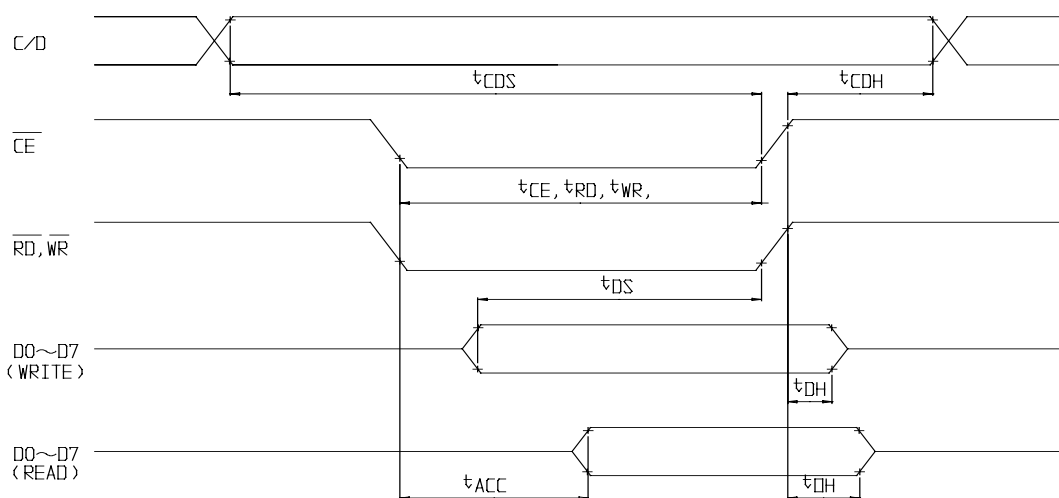 C/D
tCDS
tCDH
CE
tCE, tRD, tWR,
RD, WR
tDS
D0~D7
(WRITE)
tDH
D0~D7
(READ)
tACC
tOH